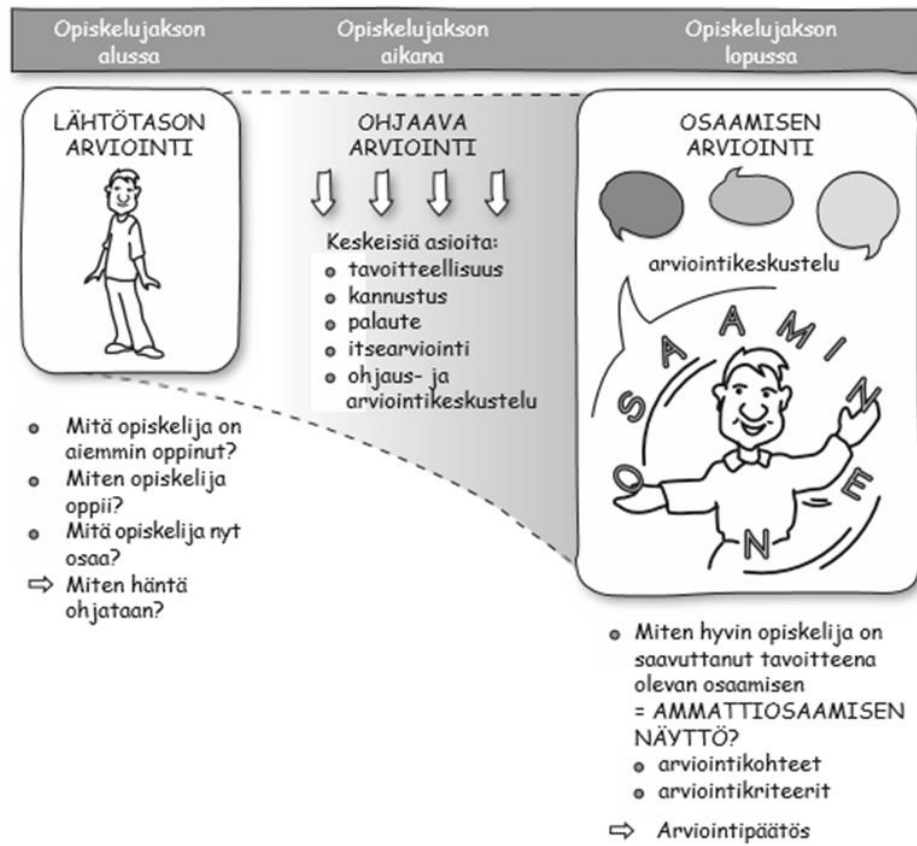 Opiskelujakson
alussa
Opiskelujakson
aikana
Opiskelujakson
lopussa
LÄHTÖTASON
ARVIOINTI
Mitä opiskelija on
aiemmin oppinut?
Miten opiskelija
oppii?
Mitä opiskelija nyt
osaa?
⇨ Miten häntä
ohjataan?
OHJAAVA
ARVIOINTI
Keskeisiä asioita:
tavoitteellisuus
kannustus
palaute
itsearviointi
ohjaus- ja
arviointikeskustelu
OSAAMISEN
ARVIOINTI
arviointikeskustelu
OSAAMINEN
Miten hyvin opiskelija on
saavuttanut tavoitteena
olevan osaamisen
= AMMATTIOSAAMISEN
NÄYTTÖ?
arviointikohteet
arviointikriteerit
⇨ Arviointipäätös